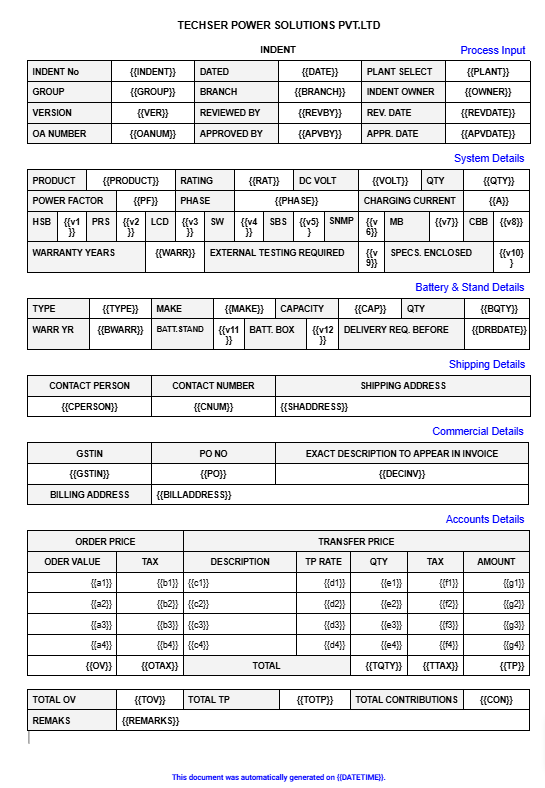 TECHSER POWER SOLUTIONS PVT.LTD
INDENT
Process Input
INDENT No {{INDENT}} DATED {{DATE}} PLANT SELECT {{PLANT}}
GROUP {{GROUP}} BRANCH {{BRANCH}} INDENT OWNER {{OWNER}}
VERSION {{VER}} REVIEWED BY {{REVBY}} REV. DATE {{REVDATE}}
OA NUMBER {{OANUM}} APPROVED BY {{APVBY}} APPR. DATE {{APVDATE}}
System Details
PRODUCT {{PRODUCT}} RATING {{RAT}} DC VOLT {{VOLT}} QTY {{QTY}}
POWER FACTOR {{PF}} PHASE {{PHASE}} CHARGING CURRENT {{A}}
HSB {{v1}} PRS {{v2}} LCD {{v3}} SW {{v4}} SBS {{v5}} SNMP {{v6}} MB {{v7}} CBB {{v8}}
WARRANTY YEARS {{WARR}} EXTERNAL TESTING REQUIRED {{v9}} SPECS. ENCLOSED {{v10}}
Battery & Stand Details
TYPE {{TYPE}} MAKE {{MAKE}} CAPACITY {{CAP}} QTY {{BQTY}}
WARR YR {{BWARR}} BATT.STAND {{v11}} BATT. BOX {{v12}} DELIVERY REQ. BEFORE {{DRBDATE}}
Shipping Details
CONTACT PERSON CONTACT NUMBER SHIPPING ADDRESS
{{CPERSON}} {{CNUM}} {{SHADDRESS}}
Commercial Details
GSTIN PO NO EXACT DESCRIPTION TO APPEAR IN INVOICE
{{GSTIN}} {{PO}} {{DECINV}}
BILLING ADDRESS {{BILLADDRESS}}
Accounts Details
ORDER PRICE TRANSFER PRICE
ODER VALUE TAX DESCRIPTION TP RATE QTY TAX AMOUNT
{{a1}} {{b1}} {{c1}} {{d1}} {{e1}} {{f1}} {{g1}}
{{a2}} {{b2}} {{c2}} {{d2}} {{e2}} {{f2}} {{g2}}
{{a3}} {{b3}} {{c3}} {{d3}} {{e3}} {{f3}} {{g3}}
{{a4}} {{b4}} {{c4}} {{d4}} {{e4}} {{f4}} {{g4}}
{{OV}} {{OTAX}} TOTAL {{TQTY}} {{TTAX}} {{TP}}
TOTAL OV {{TOV}} TOTAL TP {{TOTP}} TOTAL CONTRIBUTIONS {{CON}}
REMAKS {{REMARKS}}
This document was automatically generated on {{DATETIME}}.